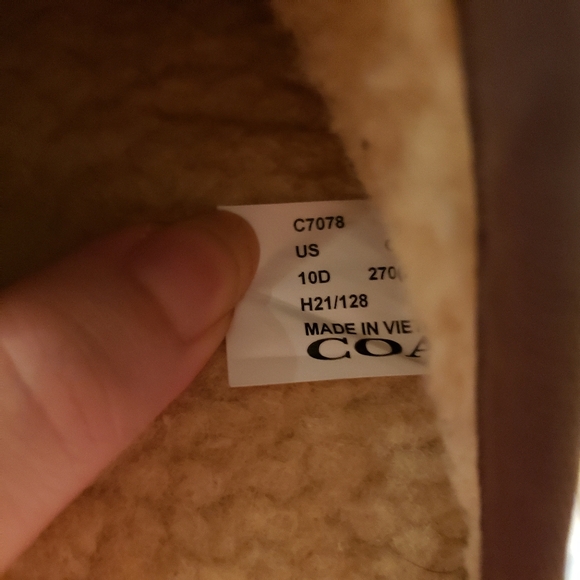 C7078
US
10D 270
H21/128
MADE IN VIE
COA